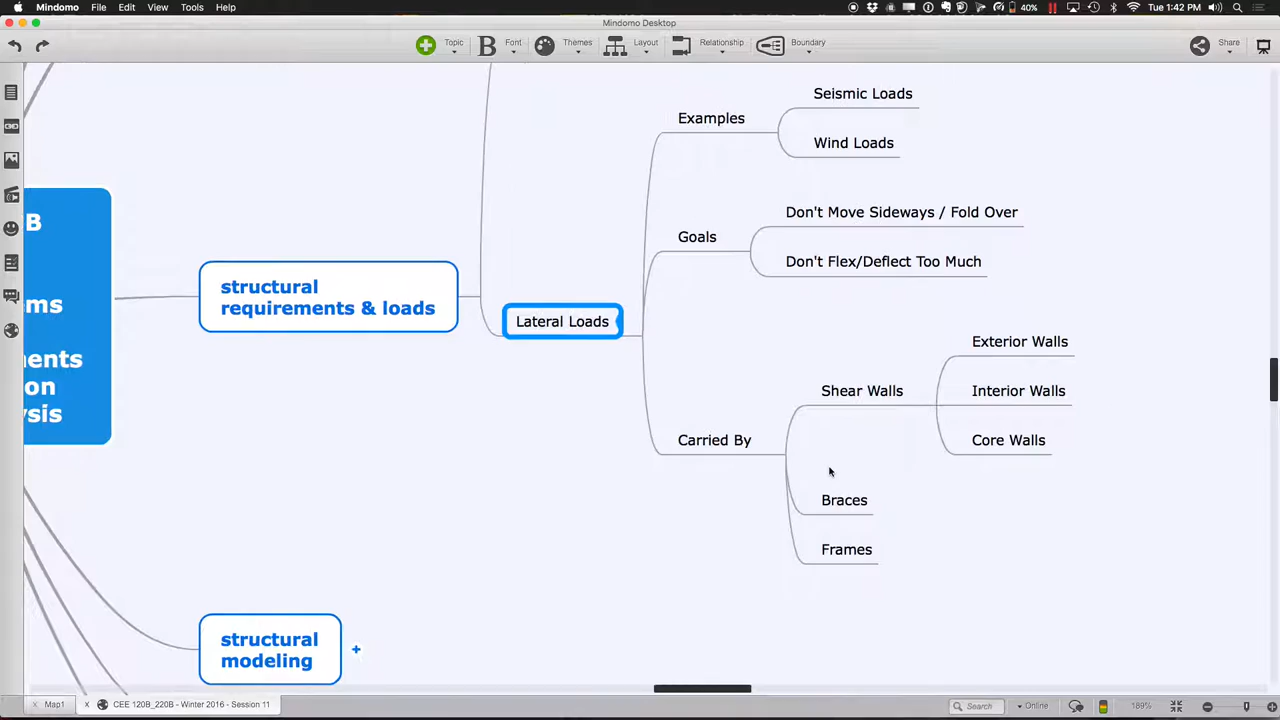 Mindomo File Edit View Tools Help
40%
Tue 1:42 PM
Mindomo Desktop
Topic
Font
Themes
Layout
Relationship
Boundary
Share
Seismic Loads
Examples
Wind Loads
Don't Move Sideways / Fold Over
Goals
Don't Flex/Deflect Too Much
structural
requirements & loads
Lateral Loads
Exterior Walls
Shear Walls
Interior Walls
Carried By
Core Walls
Braces
Frames
structural
modeling
+
x Map1
x CEE 120B_220B - Winter 2016 - Session 11
Search
Online
189%